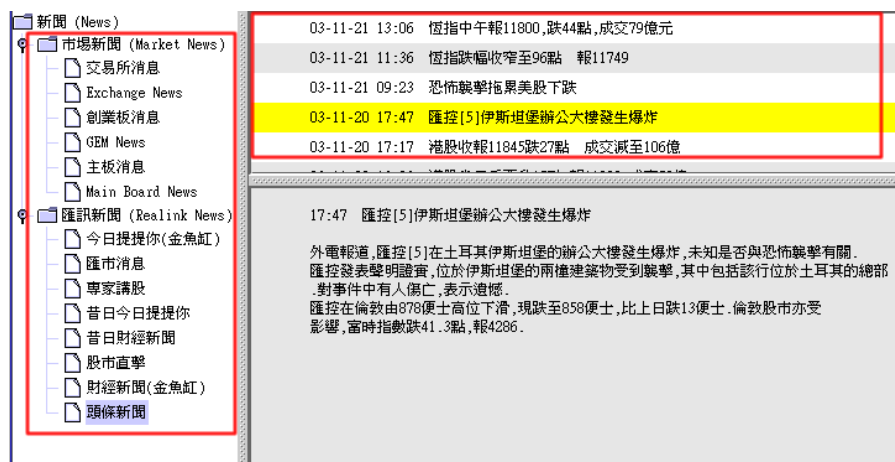 新聞 (News)
市場新聞 (Market News)
交易所消息
Exchange News
創業板消息
GEM News
主板消息
Main Board News
匯訊新聞 (Realink News)
今日提提你(金魚缸)
匯市消息
專家講股
昔日今日提提你
昔日財經新聞
股市直擊
財經新聞(金魚缸)
頭條新聞
03-11-21 13:06 恆指中午報11800,跌44點,成交79億元
03-11-21 11:36 恆指跌幅收窄至96點 報11749
03-11-21 09:23 恐怖襲擊拖累美股下跌
03-11-20 17:47 匯控[5]伊斯坦堡辦公大樓發生爆炸
03-11-20 17:17 港股收報11845跌27點 成交減至106億
17:47 匯控[5]伊斯坦堡辦公大樓發生爆炸
外電報道,匯控[5]在土耳其伊斯坦堡的辦公大樓發生爆炸,未知是否與恐怖襲擊有關.
匯控發表聲明證實,位於伊斯坦堡的兩橦建築物受到襲擊,其中包括該行位於土耳其的總部
.對事件中有人傷亡,表示遺憾.
匯控在倫敦由878便士高位下滑,現跌至858便士,比上日跌13便士.倫敦股市亦受
影響,富時指數跌41.3點,報4286.